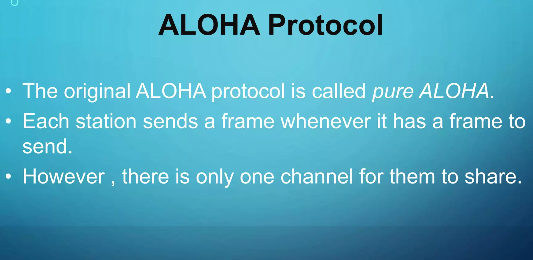 ALOHA Protocol
• The original ALOHA protocol is called pure ALOHA.
• Each station sends a frame whenever it has a frame to
send.
• However , there is only one channel for them to share.